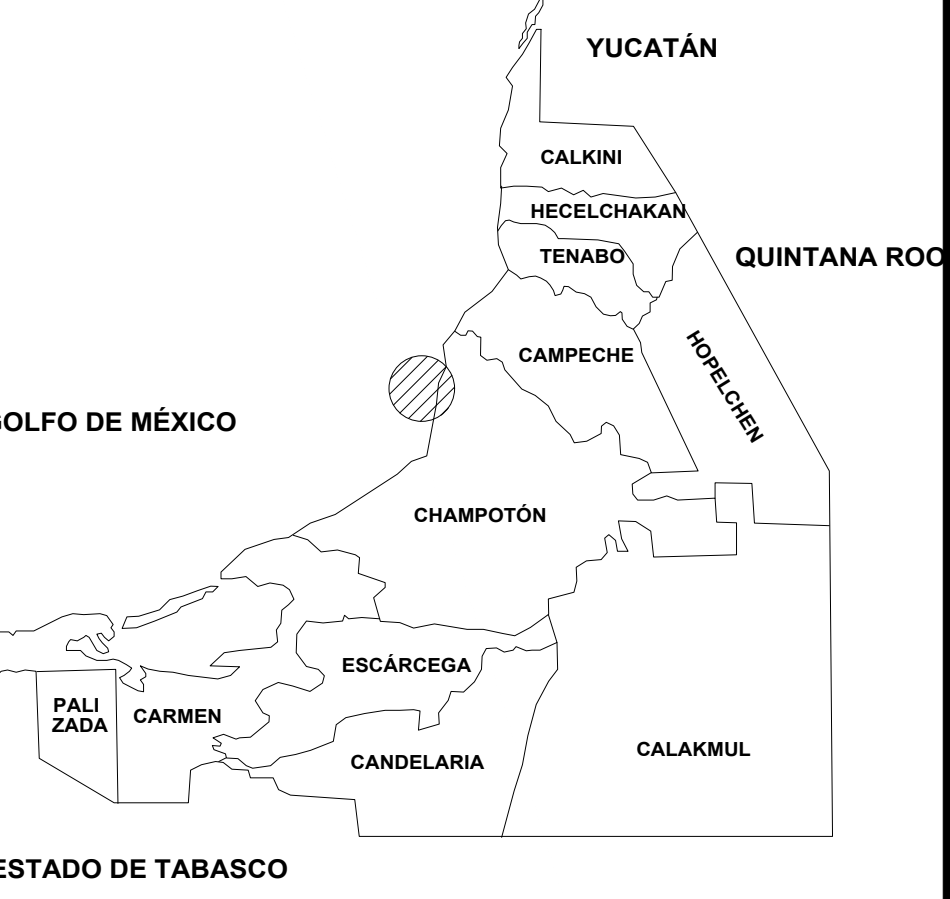 YUCATÁN
CALKINI
HECELCHAKAN
TENABO
QUINTANA ROO
CAMPECHE
HOPELCHEN
GOLFO DE MÉXICO
CHAMPOTÓN
ESCÁRCEGA
PALI
ZADA
CARMEN
CALAKMUL
CANDELARIA
ESTADO DE TABASCO